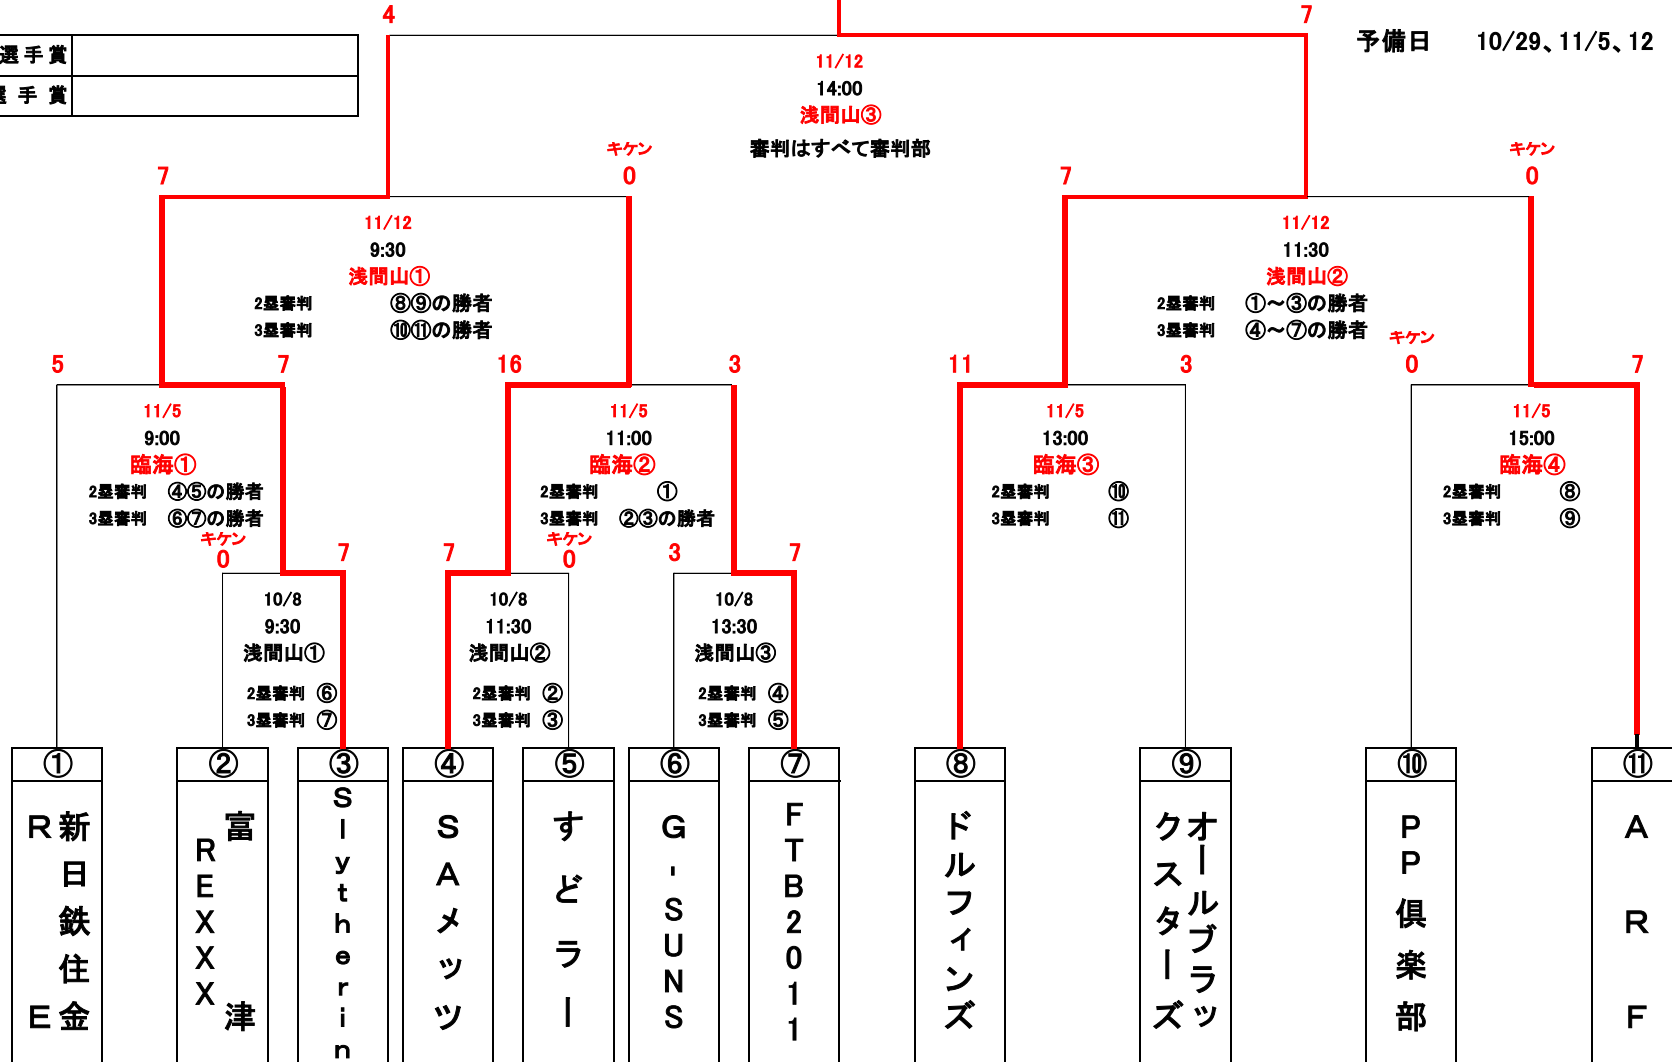 4
7
予備日 10/29、11/5、12
選手賞
選手賞
11/12
14:00
浅間山③
審判はすべて審判部
7
キケン
0
7
キケン
0
11/12
9:30
浅間山①
2塁審判 ⑧⑨の勝者
3塁審判 ⑩⑪の勝者
11/12
11:30
浅間山②
2塁審判 ①～③の勝者
3塁審判 ④～⑦の勝者
5
7
16
3
11
3
キケン
0
7
11/5
9:00
臨海①
2塁審判 ④⑤の勝者
3塁審判 ⑥⑦の勝者
11/5
11:00
臨海②
2塁審判 ①
3塁審判 ②③の勝者
11/5
13:00
臨海③
2塁審判 ⑩
3塁審判 ⑪
11/5
15:00
臨海④
2塁審判 ⑧
3塁審判 ⑨
キケン
0
7
7
キケン
0
3
7
10/8
9:30
浅間山①
2塁審判 ⑥
3塁審判 ⑦
10/8
11:30
浅間山②
2塁審判 ②
3塁審判 ③
10/8
13:30
浅間山③
2塁審判 ④
3塁審判 ⑤
①
新日鉄住金
RE
②
富津
REXXX
③
Slytherin
④
SAメッツ
⑤
すどラー
⑥
G-SUNS
⑦
FTB2011
⑧
ドルフィンズ
⑨
オールブラッ
クスターズ
⑩
PP倶楽部
⑪
ARF